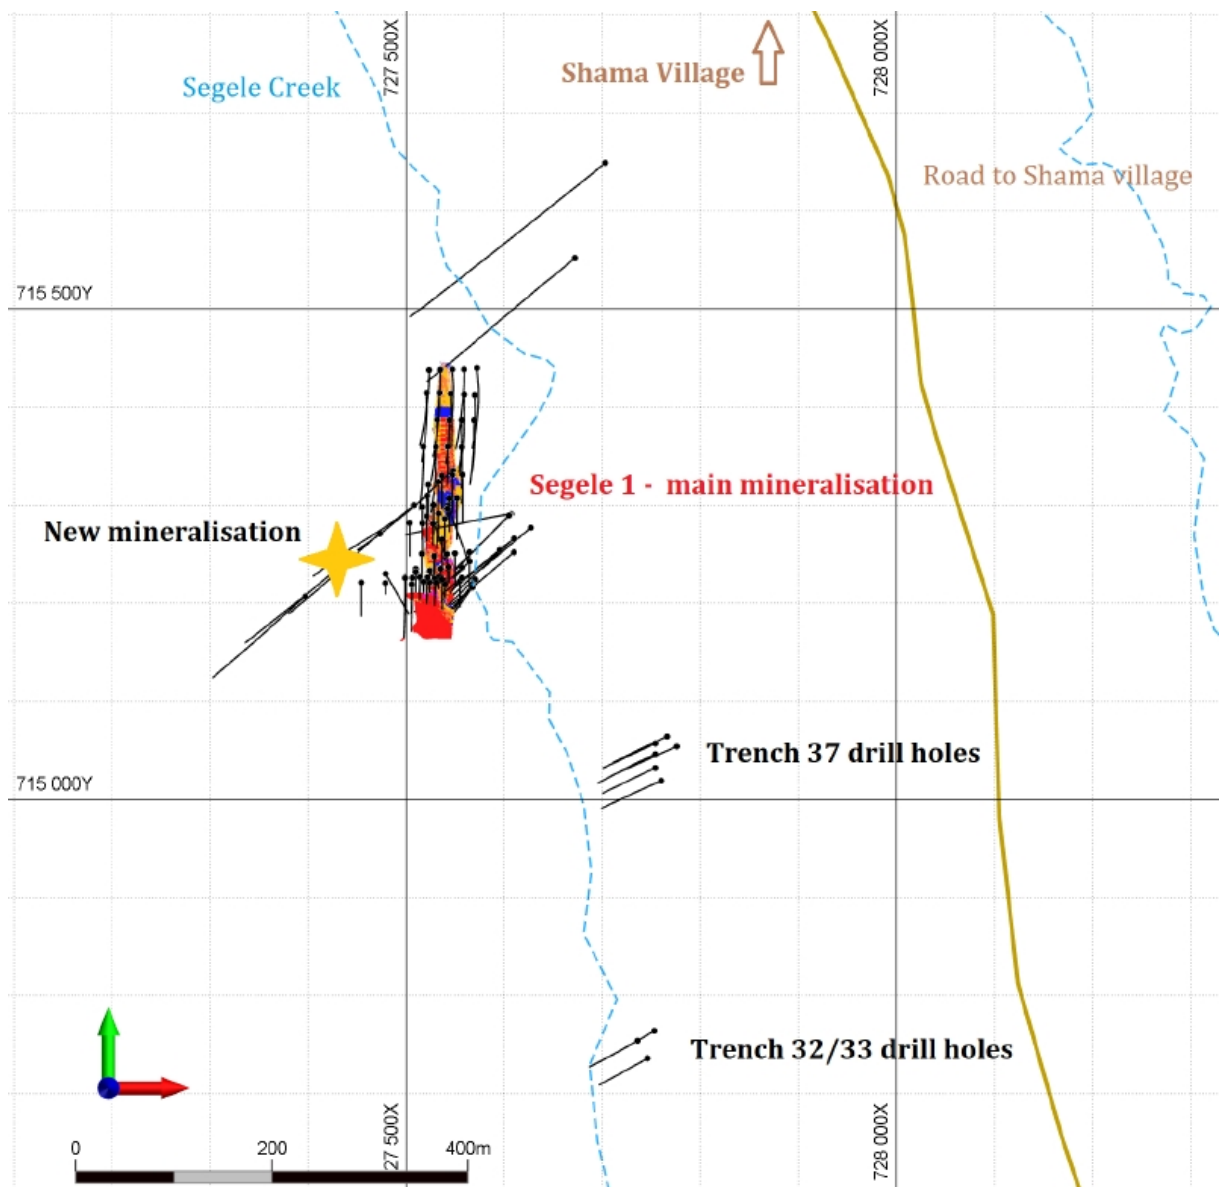 727 500X
728 000X
Segele Creek
Shama Village
Road to Shama village
715 500Y
Segele 1 - main mineralisation
New mineralisation
Trench 37 drill holes
715 000Y
Trench 32/33 drill holes
27 500X
728 000X
0 200 400m